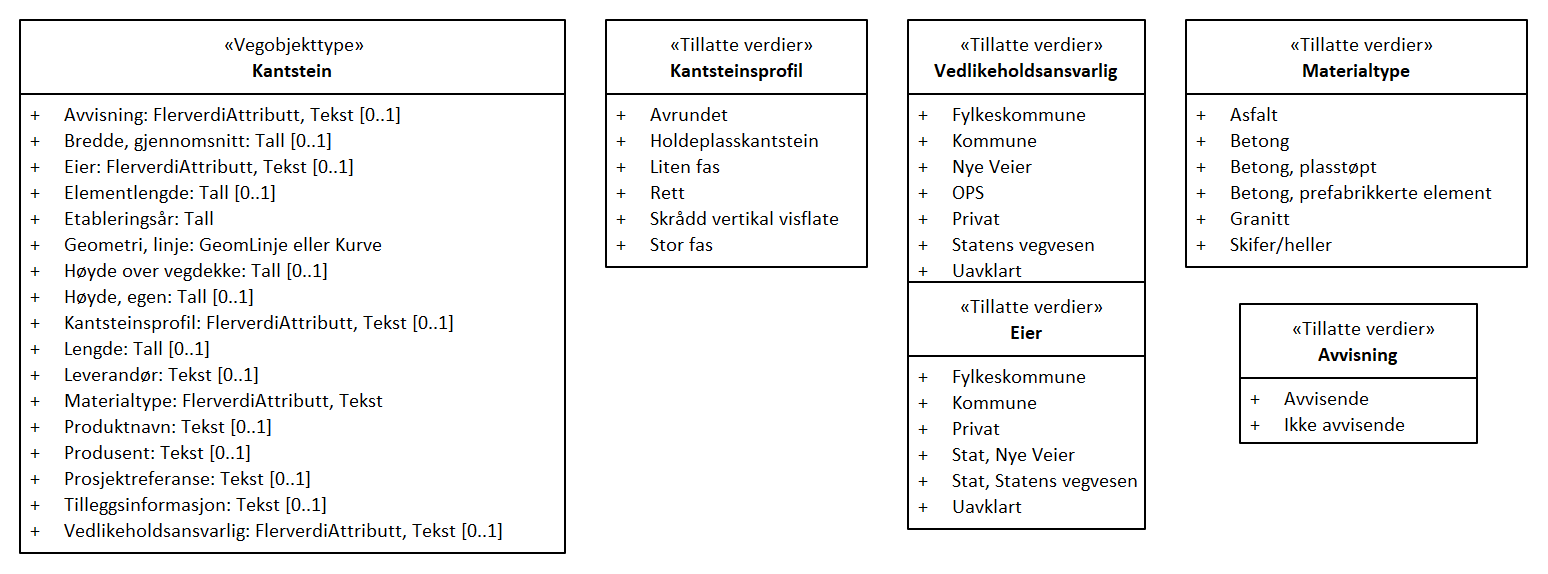 «Vegobjekttype»
Kantstein
+ Avvisning: FlerverdiAttributt, Tekst [0..1]
+ Bredde, gjennomsnitt: Tall [0..1]
+ Eier: FlerverdiAttributt, Tekst [0..1]
+ Elementlengde: Tall [0..1]
+ Etableringsår: Tall
+ Geometri, linje: GeomLinje eller Kurve
+ Høyde over vegdekke: Tall [0..1]
+ Høyde, egen: Tall [0..1]
+ Kantsteinsprofil: FlerverdiAttributt, Tekst [0..1]
+ Lengde: Tall [0..1]
+ Leverandør: Tekst [0..1]
+ Materialtype: FlerverdiAttributt, Tekst
+ Produktnavn: Tekst [0..1]
+ Produsent: Tekst [0..1]
+ Prosjektreferanse: Tekst [0..1]
+ Tilleggsinformasjon: Tekst [0..1]
+ Vedlikeholdsansvarlig: FlerverdiAttributt, Tekst [0..1]
«Tillatte verdier»
Kantsteinsprofil
+ Avrundet
+ Holdeplasskantstein
+ Liten fas
+ Rett
+ Skrådd vertikal visflate
+ Stor fas
«Tillatte verdier»
Vedlikeholdsansvarlig
+ Fylkeskommune
+ Kommune
+ Nye Veier
+ OPS
+ Privat
+ Statens vegvesen
+ Uavklart
«Tillatte verdier»
Eier
+ Fylkeskommune
+ Kommune
+ Privat
+ Stat, Nye Veier
+ Stat, Statens vegvesen
+ Uavklart
«Tillatte verdier»
Materialtype
+ Asfalt
+ Betong
+ Betong, plasstøpt
+ Betong, prefabrikkerte element
+ Granitt
+ Skifer/heller
«Tillatte verdier»
Avvisning
+ Avvisende
+ Ikke avvisende